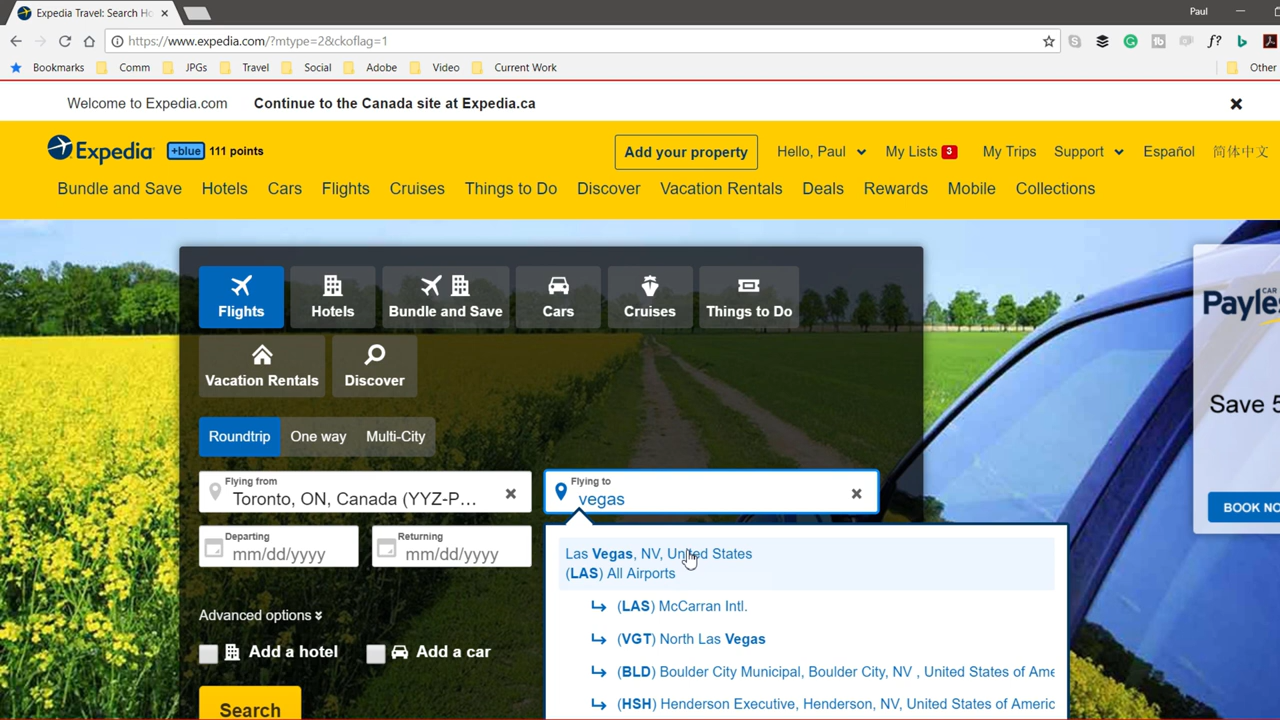 Expedia Travel: Search Ho
Paul
https://www.expedia.com/?mtype=2&ckoflag=1
Bookmarks Comm JPGs Travel Social Adobe Video Current Work Other
Welcome to Expedia.com Continue to the Canada site at Expedia.ca
Expedia +blue 111 points Add your property Hello, Paul My Lists 3 My Trips Support Español 简体中文
Bundle and Save Hotels Cars Flights Cruises Things to Do Discover Vacation Rentals Deals Rewards Mobile Collections
Flights Hotels Bundle and Save Cars Cruises Things to Do
Vacation Rentals Discover
CAR
Payles
Save 5
BOOK NO
Roundtrip One way Multi-City
Flying from
Toronto, ON, Canada (YYZ-P...
Flying to
vegas
Departing
mm/dd/yyyy
Returning
mm/dd/yyyy
Las Vegas, NV, United States
(LAS) All Airports
(LAS) McCarran Intl.
(VGT) North Las Vegas
(BLD) Boulder City Municipal, Boulder City, NV , United States of Ame
(HSH) Henderson Executive, Henderson, NV, United States of Americ
Advanced options
Add a hotel Add a car
Search